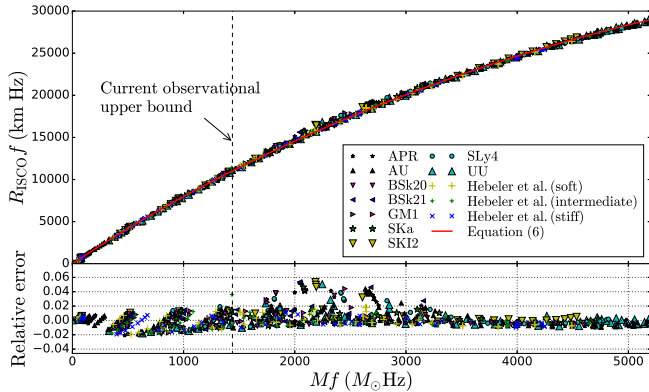 30000
25000
20000
15000
10000
5000
0
R_ISCO f (km Hz)
Current observational
upper bound
APR
AU
BSk20
BSk21
GM1
SKa
SKI2
SLy4
UU
Hebeler et al. (soft)
Hebeler et al. (intermediate)
Hebeler et al. (stiff)
Equation (6)
0.06
0.04
0.02
0.00
−0.02
−0.04
Relative error
0 1000 2000 3000 4000 5000
Mf (M⊙Hz)